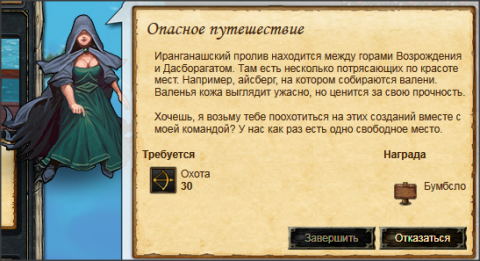 Опасное путешествие
Иранганашский пролив находится между горами Возрождения
и Дасборагатом. Там есть несколько потрясающих по красоте
мест. Например, айсберг, на котором собираются валени.
Валенья кожа выглядит ужасно, но ценится за свою прочность.
Хочешь, я возьму тебе поохотиться на этих созданий вместе с
моей командой? У нас как раз есть одно свободное место.
Требуется
Награда
Охота
30
Бумбсло
Завершить
Отказаться